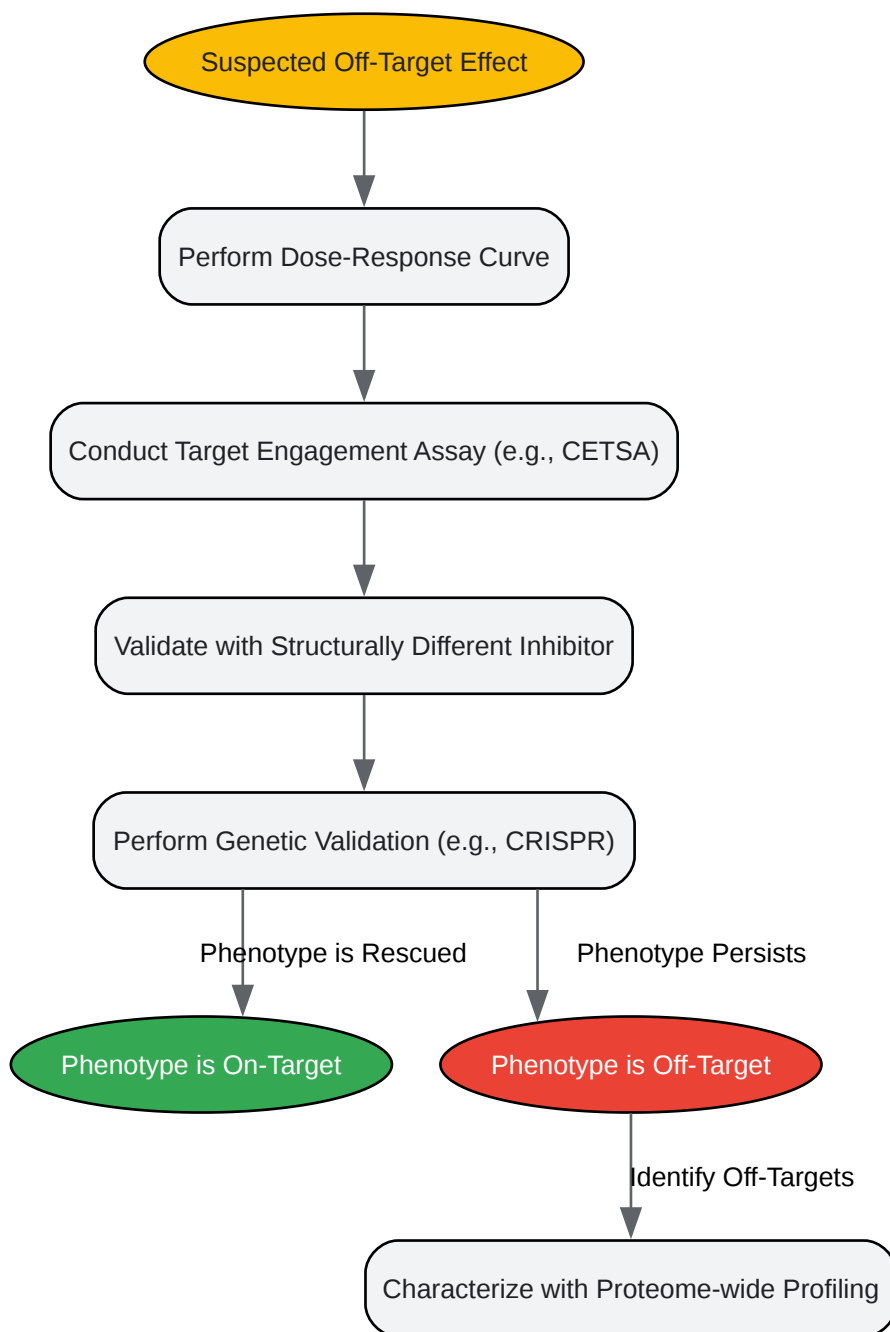 Suspected Off-Target Effect
Perform Dose-Response Curve
Conduct Target Engagement Assay (e.g., CETSA)
Validate with Structurally Different Inhibitor
Perform Genetic Validation (e.g., CRISPR)
Phenotype is Rescued
Phenotype Persists
Phenotype is On-Target
Phenotype is Off-Target
Identify Off-Targets
Characterize with Proteome-wide Profiling